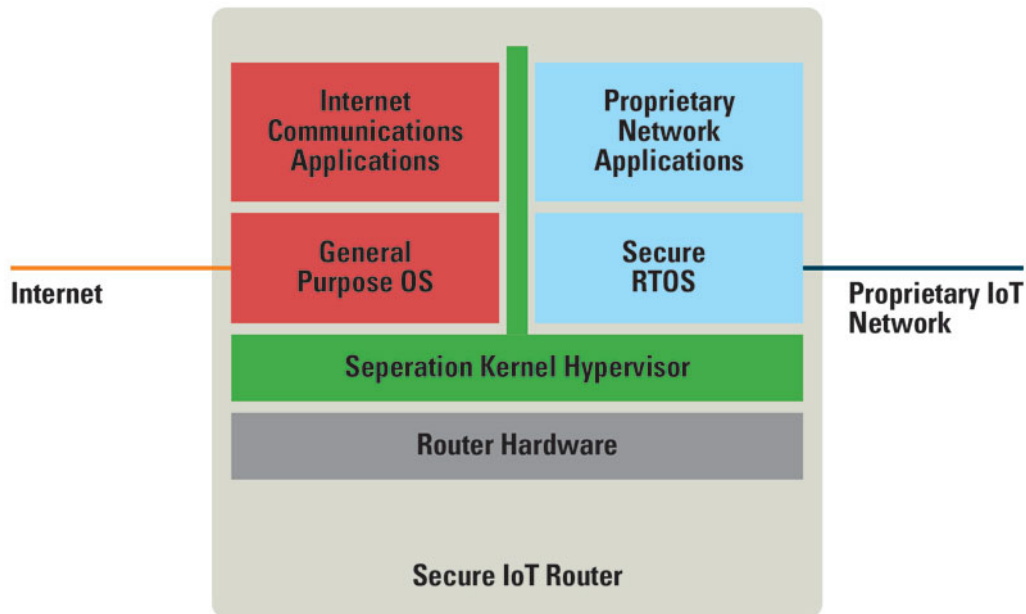 Internet
Communications
Applications
Proprietary
Network
Applications
General
Purpose OS
Secure
RTOS
Internet
Proprietary IoT
Network
Seperation Kernel Hypervisor
Router Hardware
Secure IoT Router